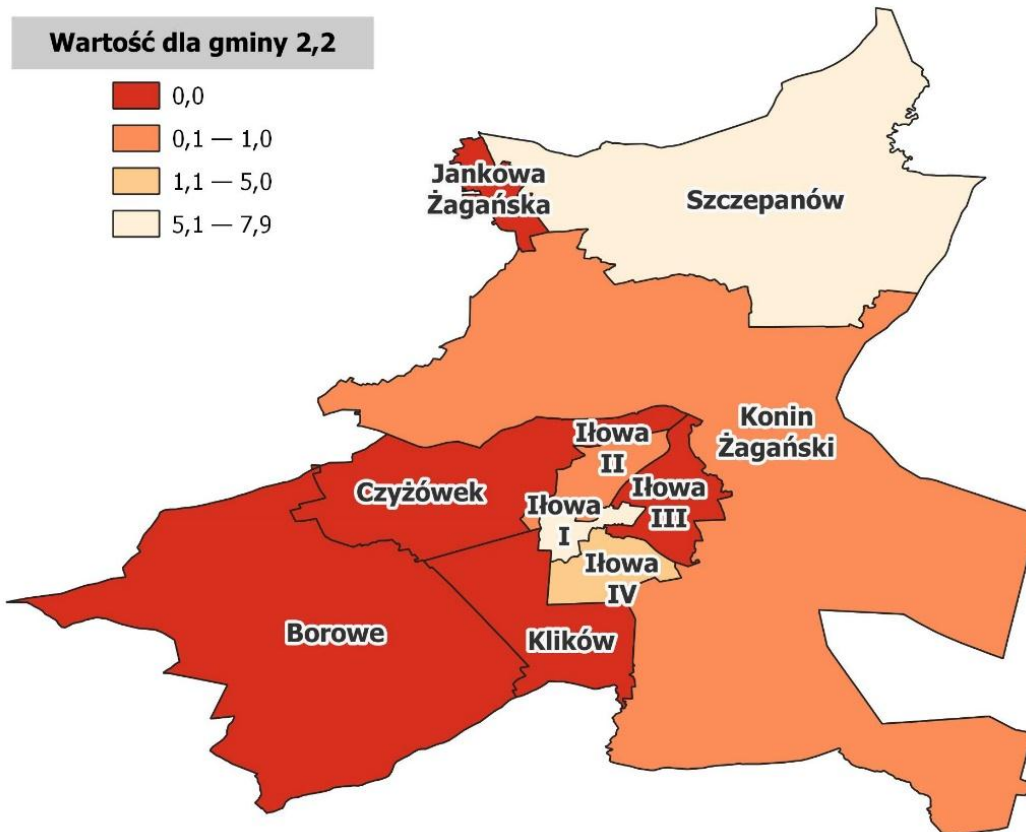 Wartość dla gminy 2,2
0,0
0,1 — 1,0
1,1 — 5,0
5,1 — 7,9
Jankowa
Żagańska
Szczepanów
Konin
Żagański
Iłowa
II
Czyżówek
Iłowa
III
Iłowa
I
Iłowa
IV
Borowe
Klików